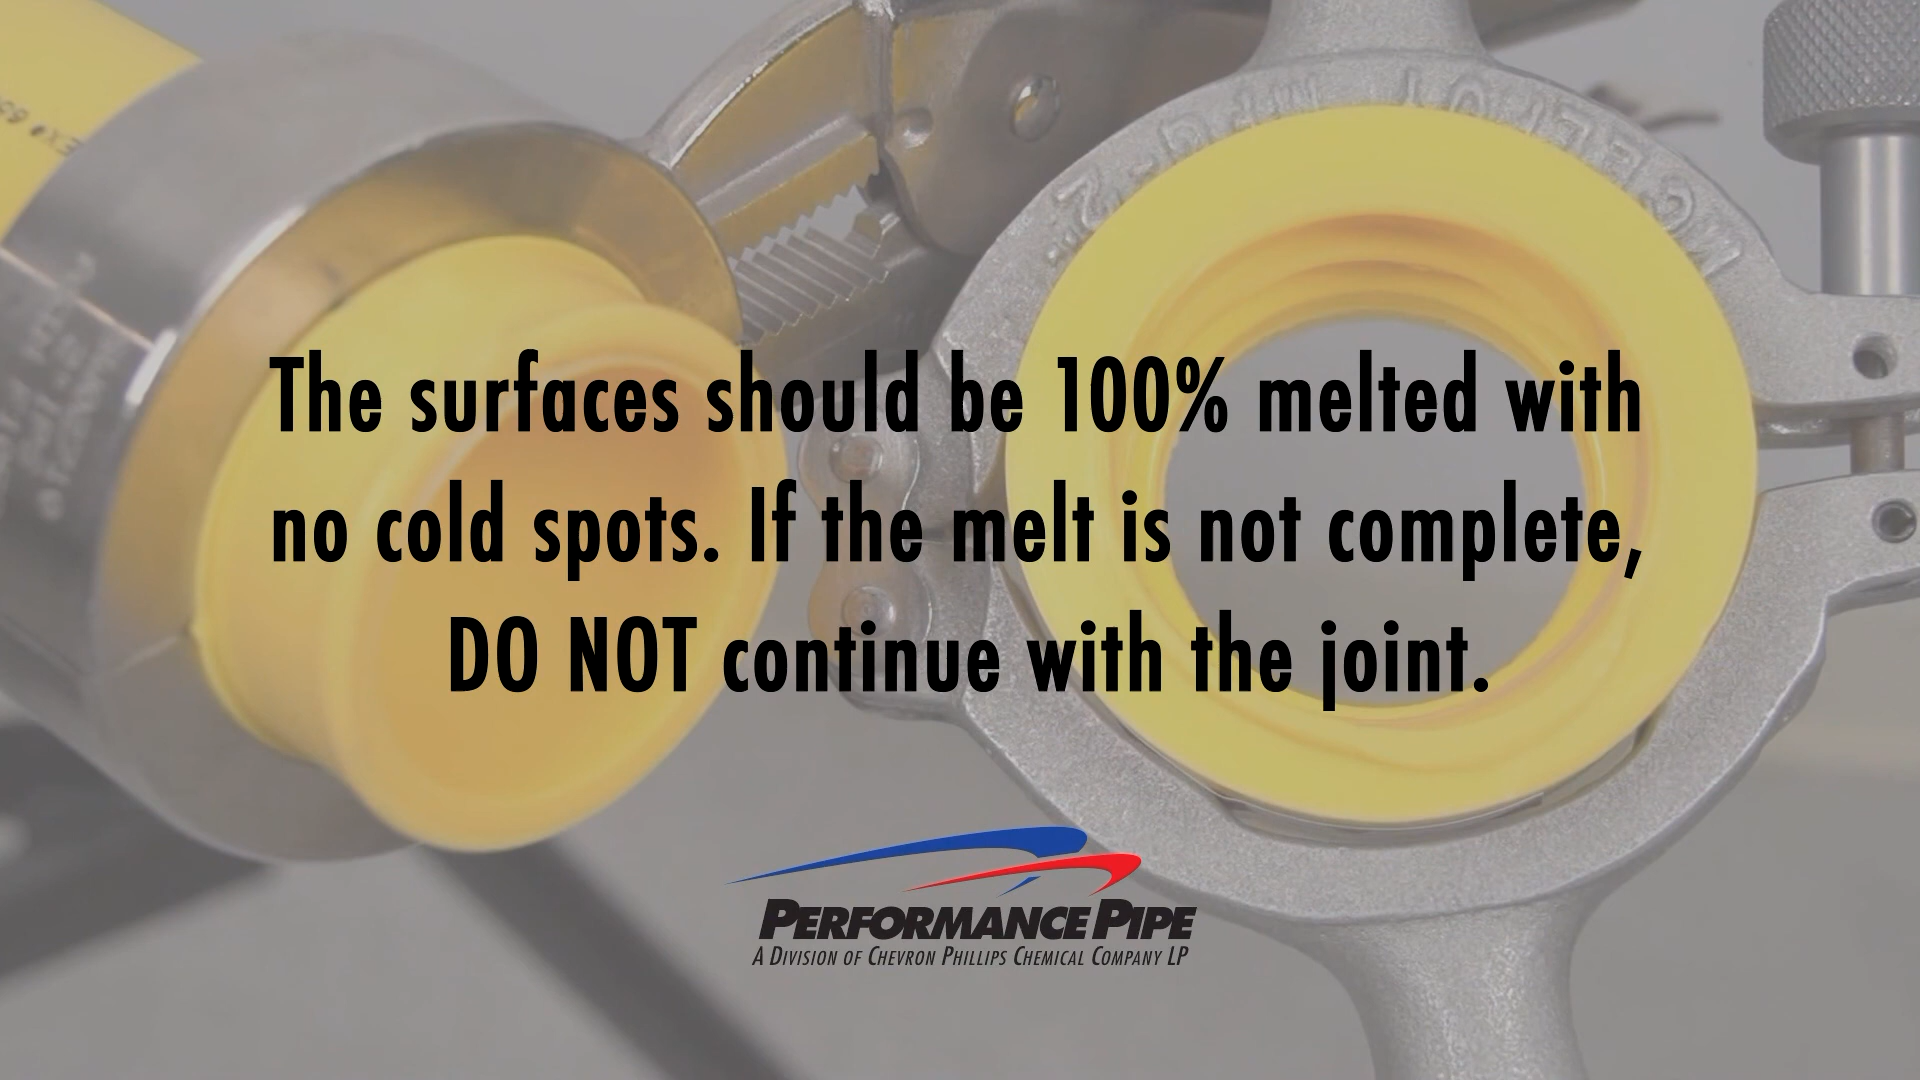 The surfaces should be 100% melted with
no cold spots. If the melt is not complete,
DO NOT continue with the joint.
PERFORMANCE PIPE
A DIVISION OF CHEVRON PHILLIPS CHEMICAL COMPANY LP